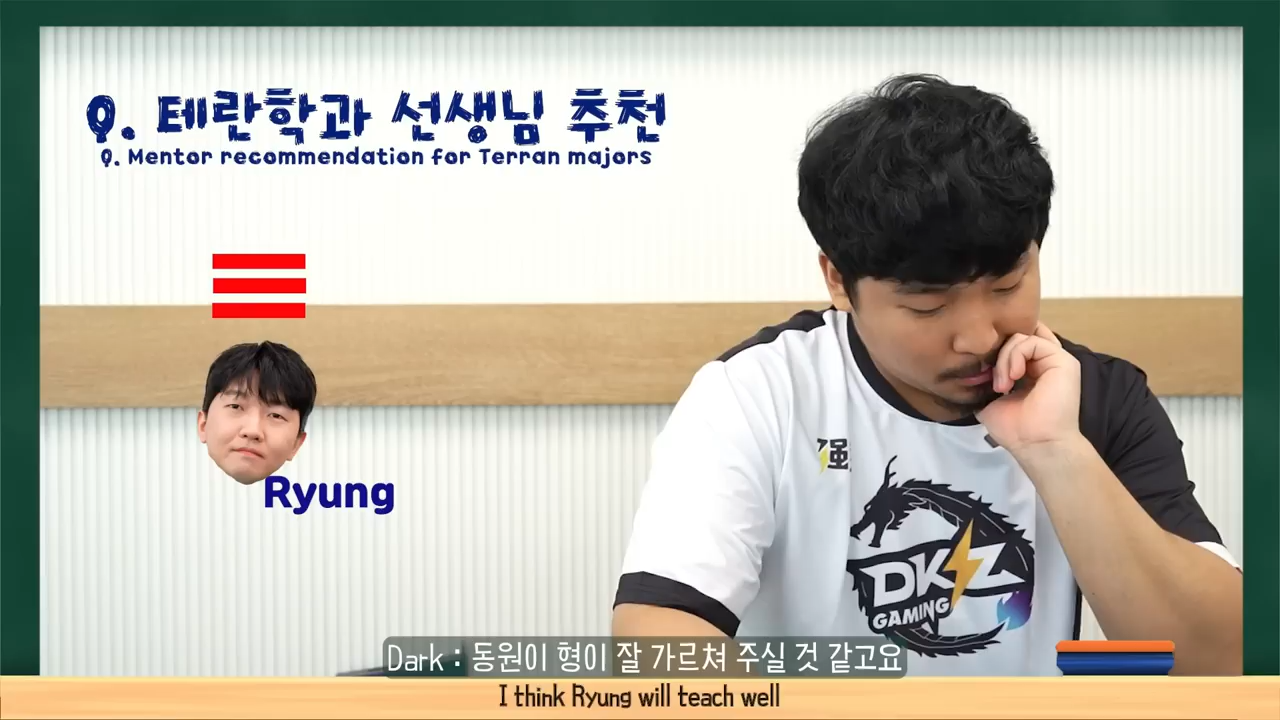 Q. 테란학과 선생님 추천
Q. Mentor recommendation for Terran majors
Ryung
强
DKZ
GAMING
Dark : 동원이 형이 잘 가르쳐 주실 것 같고요
I think Ryung will teach well